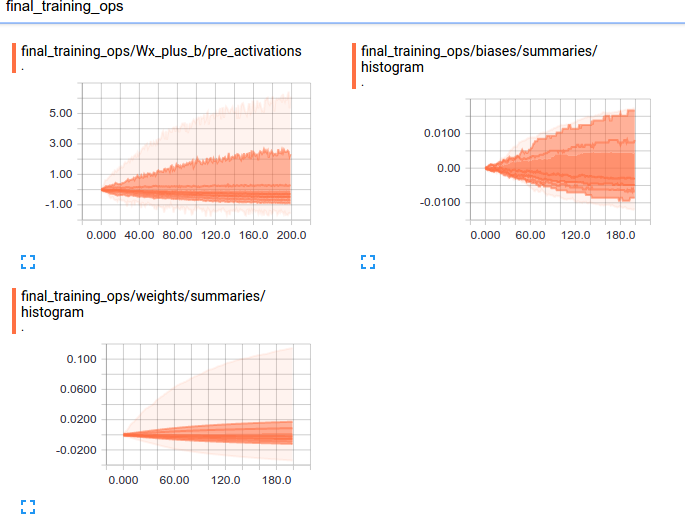 final_training_ops
final_training_ops/Wx_plus_b/pre_activations
.
5.00
3.00
1.00
-1.00
0.000 40.00 80.00 120.0 160.0 200.0
final_training_ops/biases/summaries/
histogram
.
0.0100
0.00
-0.0100
0.000 60.00 120.0 180.0
final_training_ops/weights/summaries/
histogram
.
0.100
0.0600
0.0200
-0.0200
0.000 60.00 120.0 180.0